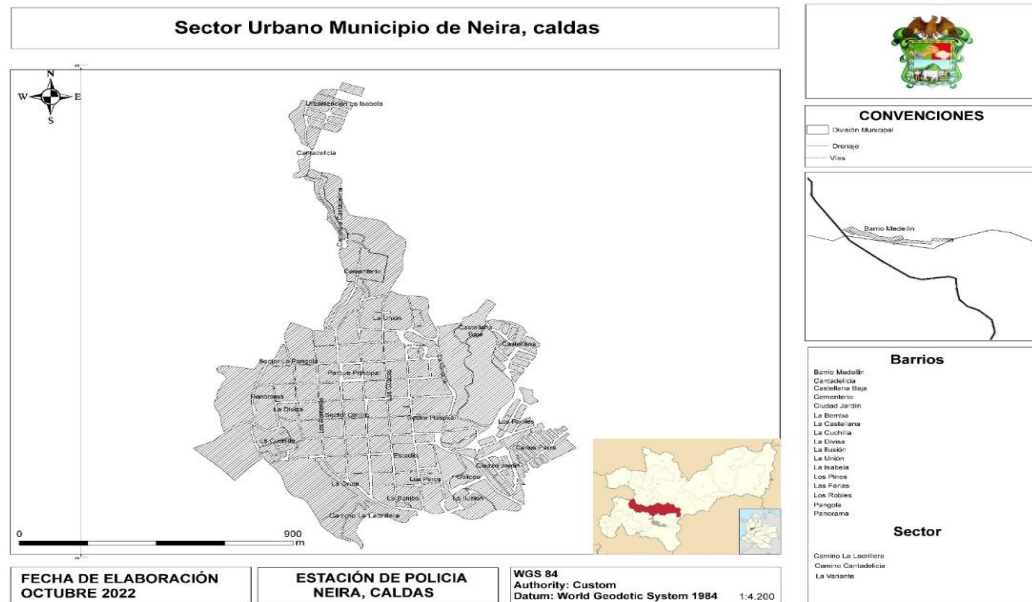 Sector Urbano Municipio de Neira, caldas
N
W
E
S
Urbanización La Isabela
Cantadelicia
Camino Cantadelicia
Cementerio
La Unión
Castellana
Baja
Castellana
Sector La Pangola
Parque Principal
Panorama
La Divisa
Sector Centro
Sector Hospital
Los Robles
La Cuchilla
Estadio
Carlos Parra
Ciudad Jardín
La Cruz
Los Pinos
La Bomba
La Ilusión
Camino La Ladrillera
0
900
m
CONVENCIONES
División Municipal
Drenaje
Vías
Barrio Medellín
Barrios
Barrio Medellín
Cantadelicia
Castellana Baja
Cementerio
Ciudad Jardín
La Bomba
La Castellana
La Cuchilla
La Divisa
La Ilusión
La Unión
La Isabela
Los Pinos
Las Ferias
Los Robles
Pangola
Panorama
Sector
Camino La Ladrillera
Camino Cantadelicia
La Variante
FECHA DE ELABORACIÓN
OCTUBRE 2022
ESTACIÓN DE POLICIA
NEIRA, CALDAS
WGS 84
Authority: Custom
Datum: World Geodetic System 1984
1:4.200